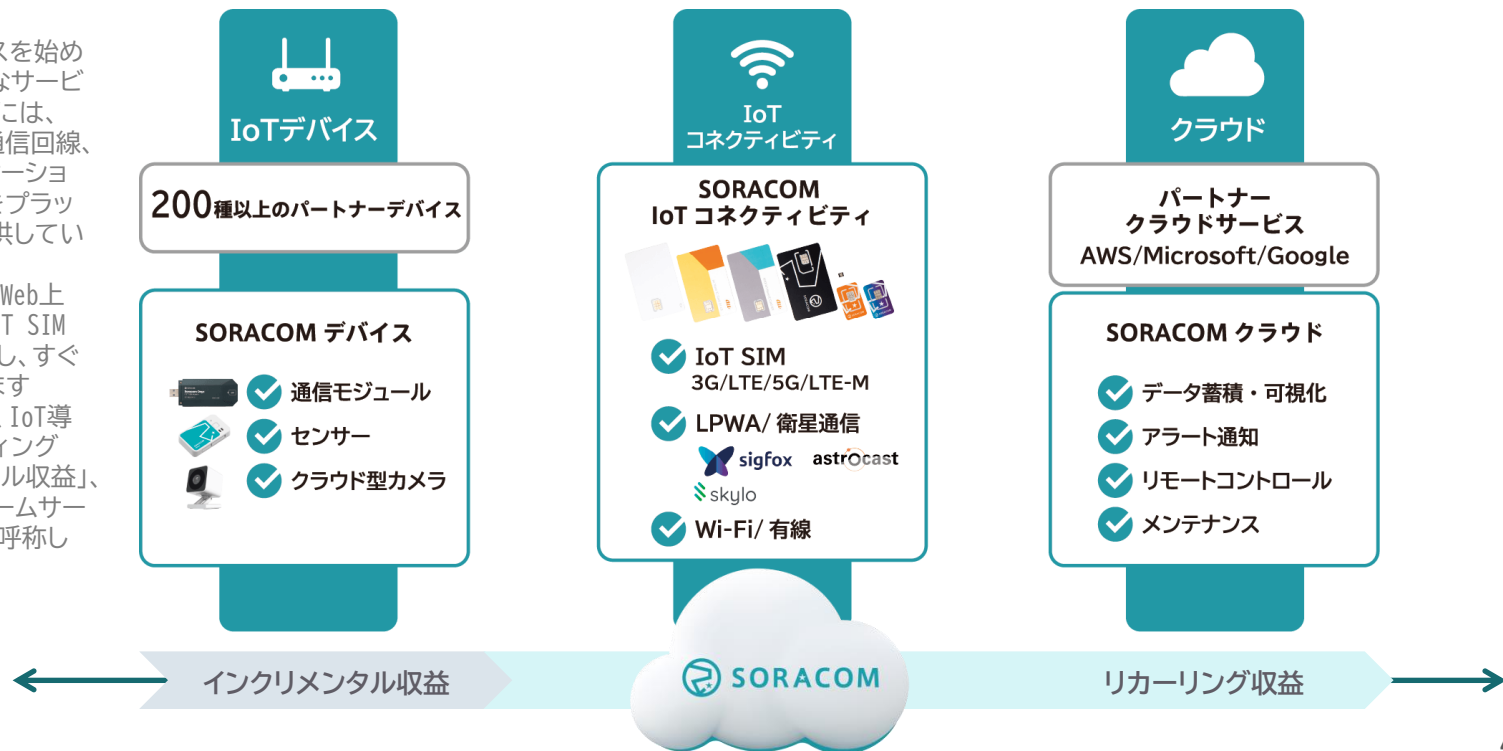 スを始め
なサービ
には、
通信回線、
ーショ
をプラッ
供してい
Web上
T SIM
し、すぐ
ます
IoT導
ィング
ル収益」、
ームサー
呼称し
IoTデバイス
200種以上のパートナーデバイス
SORACOM デバイス
通信モジュール
センサー
クラウド型カメラ
IoT
コネクティビティ
SORACOM
IoT コネクティビティ
IoT SIM
3G/LTE/5G/LTE-M
LPWA/ 衛星通信
sigfox astrocast
skylo
Wi-Fi/ 有線
クラウド
パートナー
クラウドサービス
AWS/Microsoft/Google
SORACOM クラウド
データ蓄積・可視化
アラート通知
リモートコントロール
メンテナンス
インクリメンタル収益
SORACOM
リカーリング収益